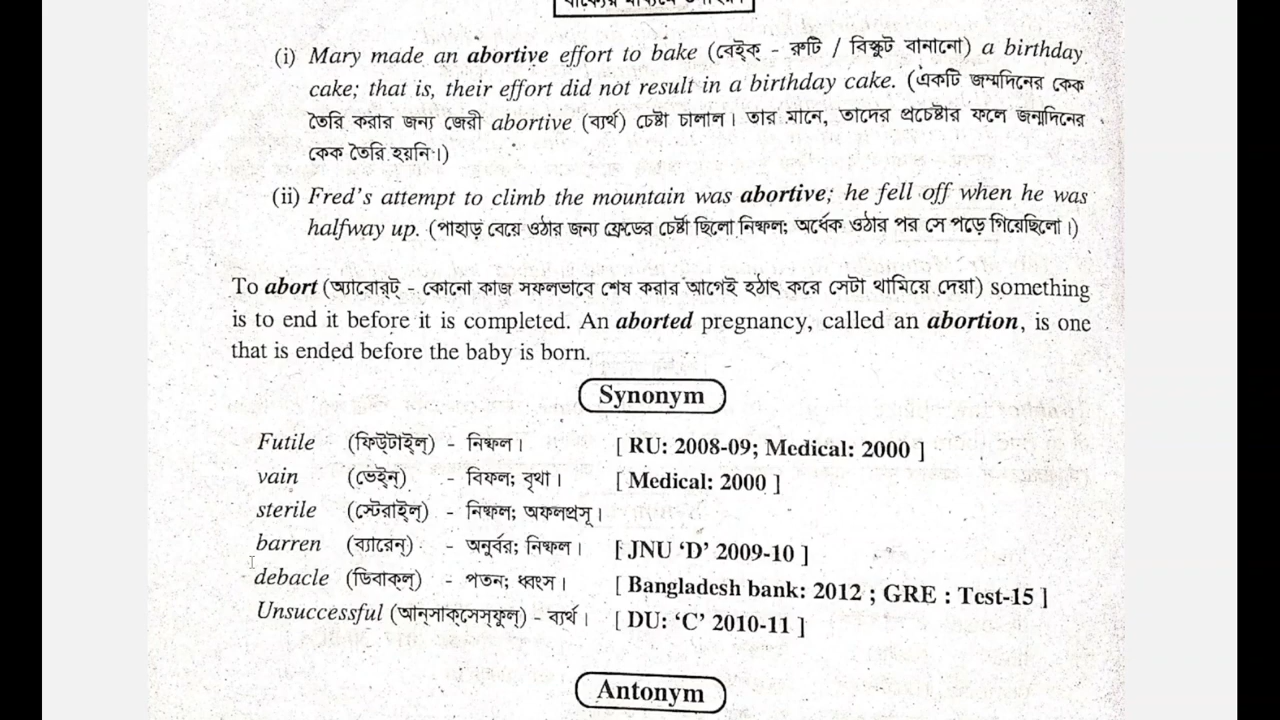 (i) Mary made an abortive effort to bake (বেইক্ - রুটি / বিস্কুট বানানো) a birthday
cake; that is, their effort did not result in a birthday cake. (একটি জন্মদিনের কেক
তৈরি করার জন্য জেরী abortive (ব্যর্থ) চেষ্টা চালাল। তার মানে, তাদের প্রচেষ্টার ফলে জন্মদিনের
কেক তৈরি হয়নি।)
(ii) Fred's attempt to climb the mountain was abortive; he fell off when he was
halfway up. (পাহাড় বেয়ে ওঠার জন্য ফ্রেডের চেষ্টা ছিলো নিষ্ফল; অর্ধেক ওঠার পর সে পড়ে গিয়েছিলো।)
To abort (অ্যাবোর্ট্ - কোনো কাজ সফলভাবে শেষ করার আগেই হঠাৎ করে সেটা থামিয়ে দেয়া) something
is to end it before it is completed. An aborted pregnancy, called an abortion, is one
that is ended before the baby is born.
Synonym
Futile (ফিউ্টাইল্) - নিষ্ফল। [ RU: 2008-09; Medical: 2000 ]
vain (ভেইন্) - বিফল; বৃথা। [ Medical: 2000 ]
sterile (স্টেরাইল্) - নিষ্ফল; অফলপ্রসূ।
barren (ব্যারেন্) - অনুর্বর; নিষ্ফল। [ JNU ‘D’ 2009-10 ]
debacle (ডিবাক্ল্) - পতন; ধ্বংস। [ Bangladesh bank: 2012 ; GRE : Test-15 ]
Unsuccessful (আন্সাক্সেস্ফুল্) - ব্যর্থ। [ DU: ‘C’ 2010-11 ]
Antonym